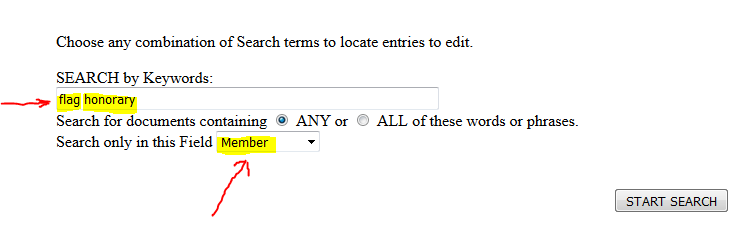 Choose any combination of Search terms to locate entries to edit.
SEARCH by Keywords:
flag honorary
Search for documents containing ANY or ALL of these words or phrases.
Search only in this Field Member
START SEARCH